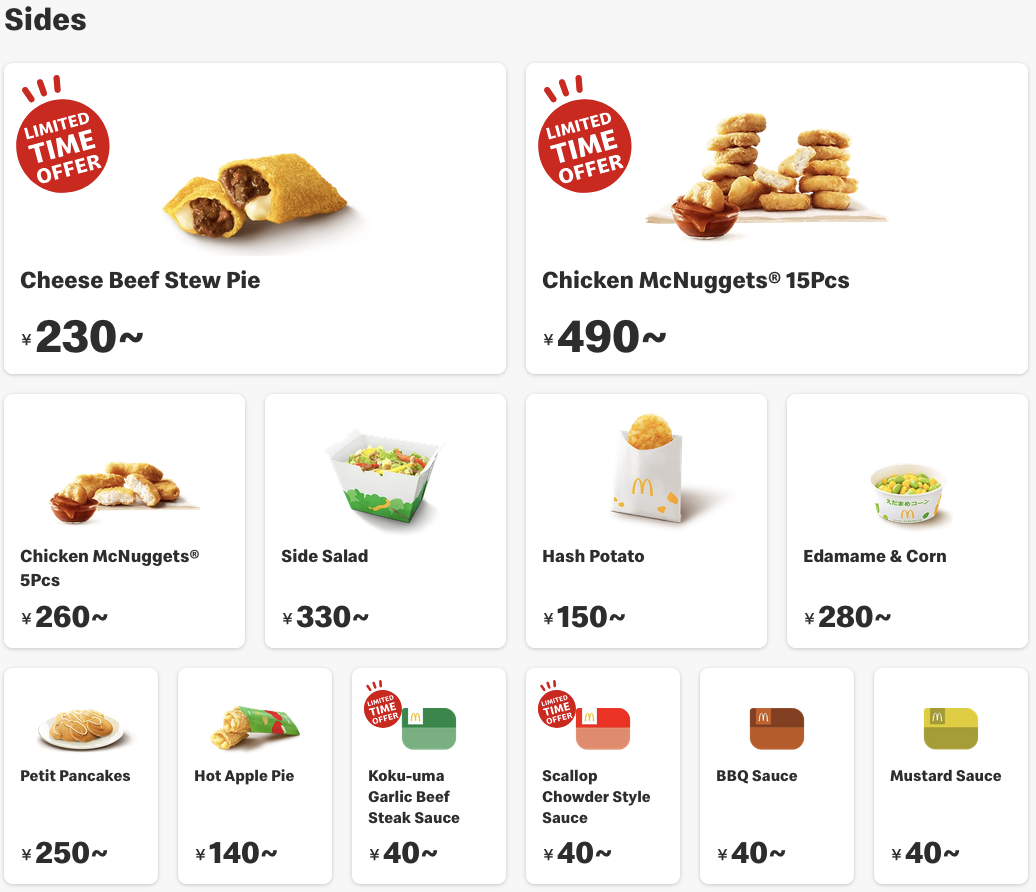 Sides
LIMITED
TIME
OFFER
Cheese Beef Stew Pie
¥230~
LIMITED
TIME
OFFER
Chicken McNuggets® 15Pcs
¥490~
Chicken McNuggets®
5Pcs
¥260~
Side Salad
¥330~
Hash Potato
¥150~
えだまめコーン
Edamame & Corn
¥280~
Petit Pancakes
¥250~
Hot Apple Pie
¥140~
LIMITED
TIME
OFFER
Koku-uma
Garlic Beef
Steak Sauce
¥40~
LIMITED
TIME
OFFER
Scallop
Chowder Style
Sauce
¥40~
BBQ Sauce
¥40~
Mustard Sauce
¥40~